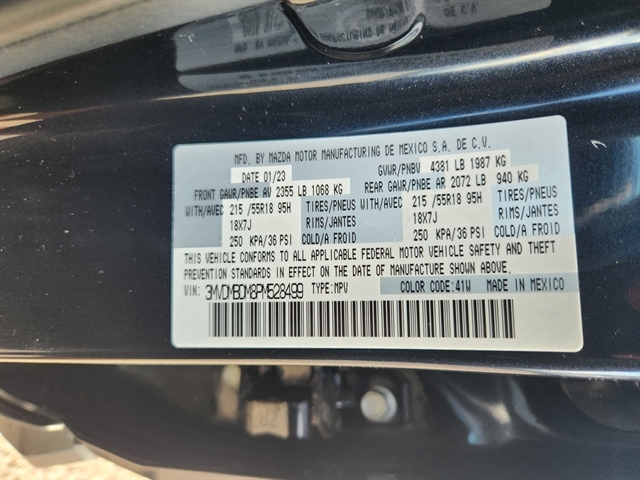 MFD. BY MAZDA MOTOR MANUFACTURING DE MEXICO S.A. DE C.V.
DATE 01/23 GVWR/PNBV 4381 LB 1987 KG
FRONT GAWR/PNBE AV 2355 LB 1068 KG REAR GAWR/PNBE AR 2072 LB 940 KG
WITH/AVEC 215 /55R18 95H TIRES/PNEUS WITH/AVEC 215 /55R18 95H TIRES/PNEUS
18X7J RIMS/JANTES 18X7J RIMS/JANTES
250 KPA/36 PSI COLD/A FROID 250 KPA/36 PSI COLD/A FROID
THIS VEHICLE CONFORMS TO ALL APPLICABLE FEDERAL MOTOR VEHICLE SAFETY AND THEFT
PREVENTION STANDARDS IN EFFECT ON THE DATE OF MANUFACTURE SHOWN ABOVE.
VIN: 3MVDMBDM8PM528499 TYPE:MPV COLOR CODE:41W MADE IN MEXICO